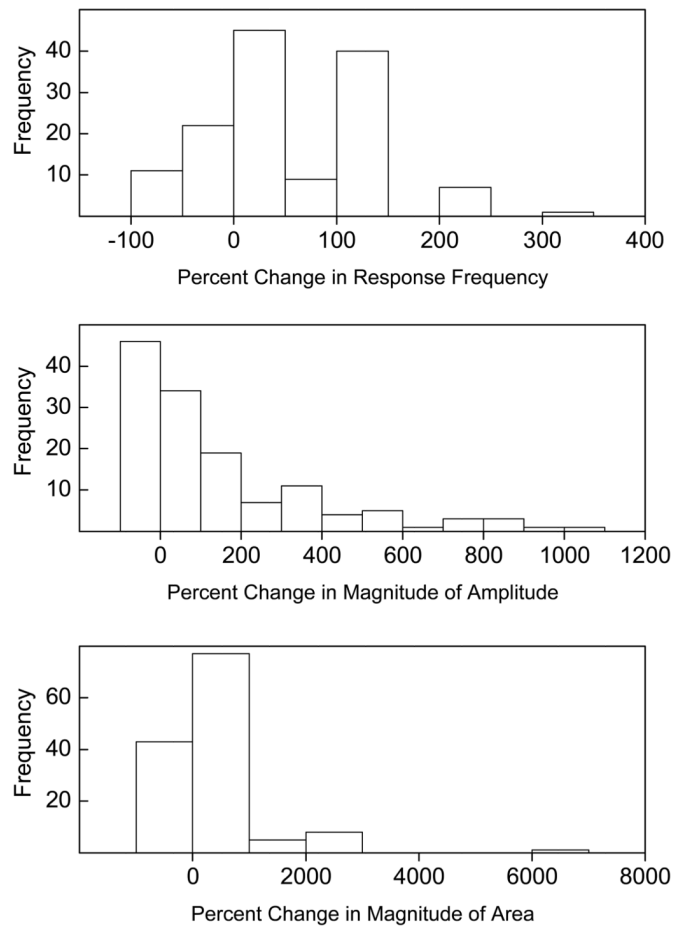 Frequency
40
30
20
10
-100 0 100 200 300 400
Percent Change in Response Frequency
Frequency
40
30
20
10
0 200 400 600 800 1000 1200
Percent Change in Magnitude of Amplitude
Frequency
60
40
20
0 2000 4000 6000 8000
Percent Change in Magnitude of Area